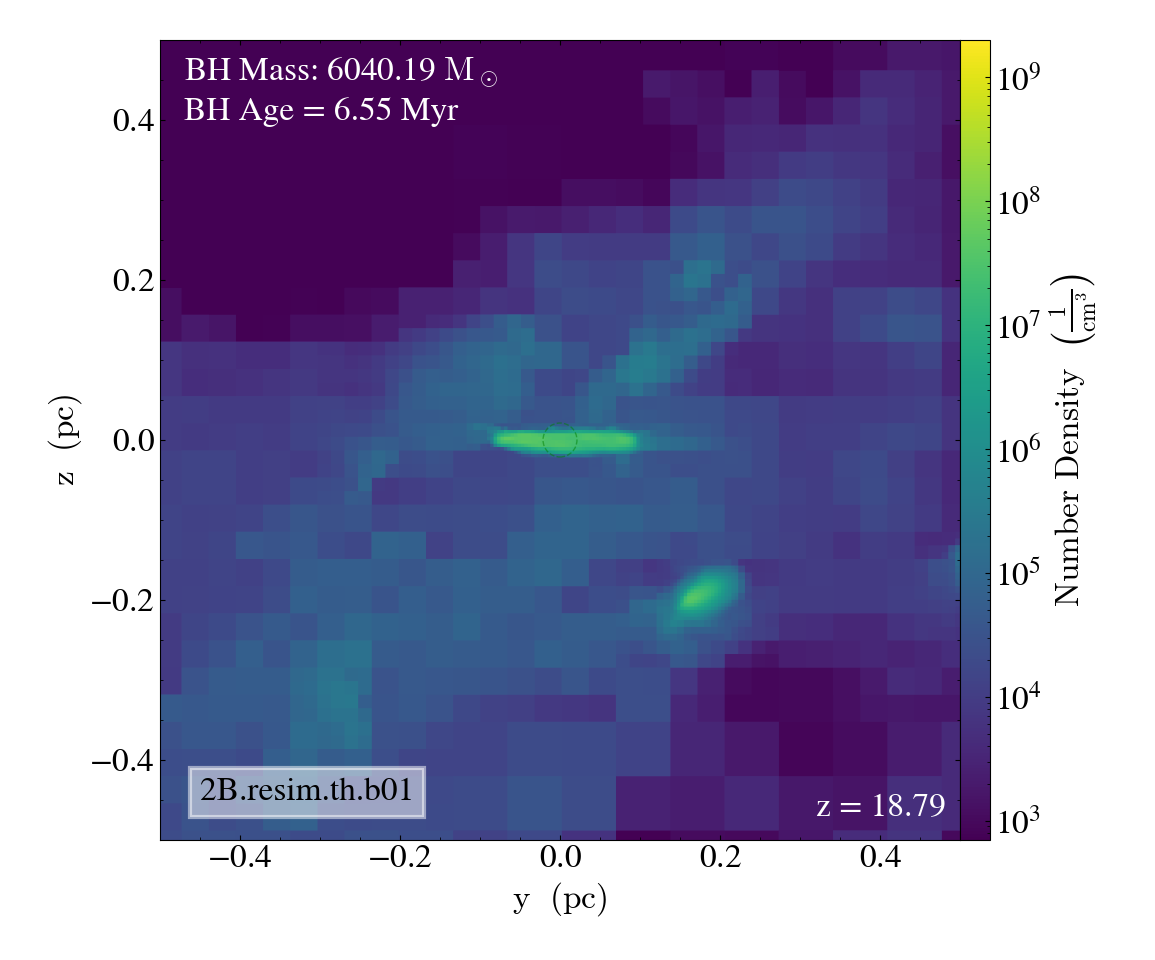 BH Mass: 6040.19 M⊙
BH Age = 6.55 Myr
0.4
0.2
0.0
−0.2
−0.4
z (pc)
2B.resim.th.b01
z = 18.79
−0.4 −0.2 0.0 0.2 0.4
y (pc)
10⁹
10⁸
10⁷
10⁶
10⁵
10⁴
10³
Number Density (1/cm³)